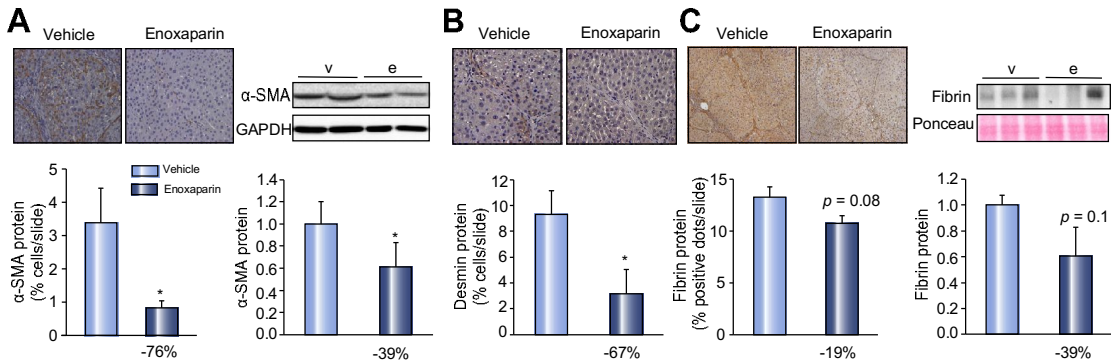 A
B
C
Vehicle
Enoxaparin
Vehicle
Enoxaparin
Vehicle
Enoxaparin
v
e
α-SMA
GAPDH
v
e
Fibrin
Ponceau
α-SMA protein
(% cells/slide)
5
4
3
2
1
0
Vehicle
Enoxaparin
*
-76%
α-SMA protein
1.4
1.2
1.0
0.8
0.6
0.4
0.2
0.0
*
-39%
Desmin protein
(% cells/slide)
12
10
8
6
4
2
0
*
-67%
Fibrin protein
(% positive dots/slide)
15
10
5
0
p = 0.08
-19%
Fibrin protein
1.2
1.0
0.8
0.6
0.4
0.2
0.0
p = 0.1
-39%